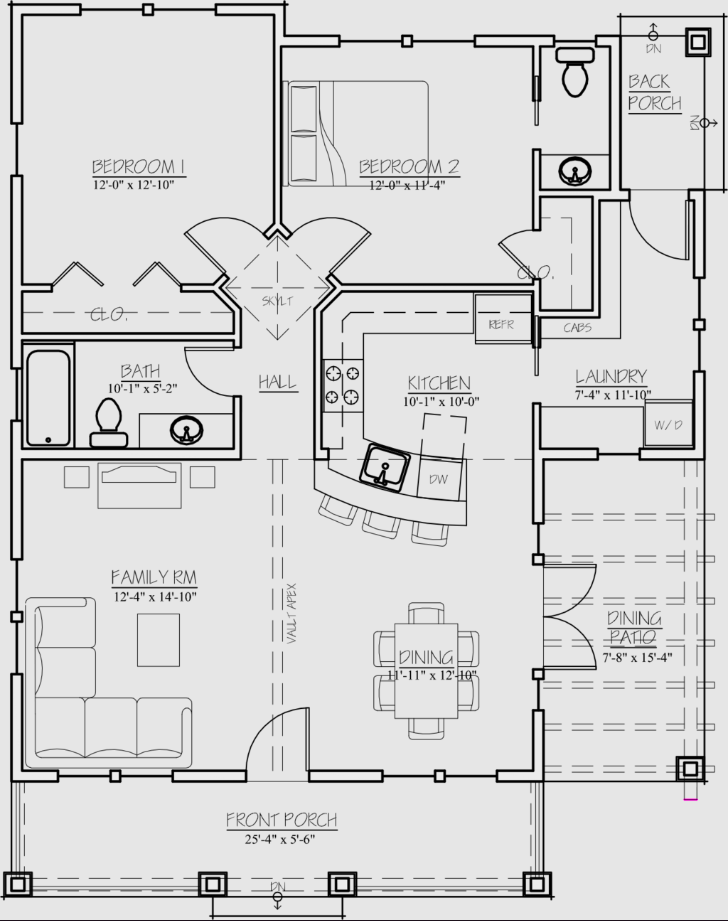 DN
BACK
PORCH
DN
BEDROOM 1
12'-0" x 12'-10"
BEDROOM 2
12'-0" x 11'-4"
CLO.
SKYLT
CLO.
REFR
CABS
BATH
10'-1" x 5'-2"
HALL
KITCHEN
10'-1" x 10'-0"
LAUNDRY
7'-4" x 11'-10"
W/D
DW
FAMILY RM
12'-4" x 14'-10"
VAULT APEX
DINING
11'-11" x 12'-10"
DINING
PATIO
7'-8" x 15'-4"
FRONT PORCH
25'-4" x 5'-6"
DN